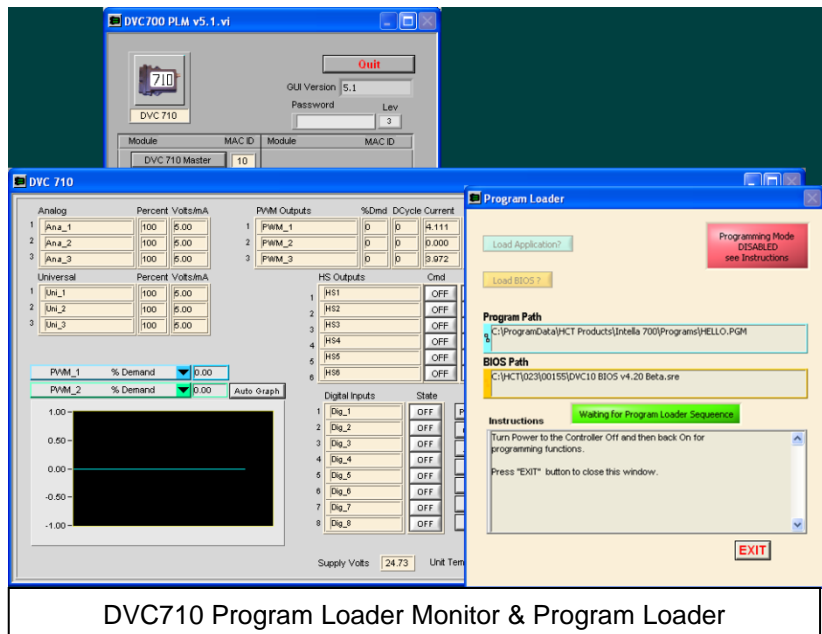 DVC700 PLM v5.1.vi
710
DVC 710
Quit
GUI Version 5.1
Password Lev
3
Module MAC ID Module MAC ID
DVC 710 Master 10
DVC 710
Analog Percent Volts/mA
1 Ana_1 100 5.00
2 Ana_2 100 5.00
3 Ana_3 100 5.00
Universal Percent Volts/mA
1 Uni_1 100 5.00
2 Uni_2 100 5.00
3 Uni_3 100 5.00
PWM Outputs %Dmd DCycle Current
1 PWM_1 0 0 4.111
2 PWM_2 0 0 0.000
3 PWM_3 0 0 3.972
HS Outputs Cmd
1 HS1 OFF
2 HS2 OFF
3 HS3 OFF
4 HS4 OFF
5 HS5 OFF
6 HS6 OFF
PWM_1 % Demand 0.00
PWM_2 % Demand 0.00 Auto Graph
1.00
0.50
0.00
-0.50
-1.00
Digital Inputs State
1 Dig_1 OFF
2 Dig_2 OFF
3 Dig_3 OFF
4 Dig_4 OFF
5 Dig_5 OFF
6 Dig_6 OFF
7 Dig_7 OFF
8 Dig_8 OFF
Supply Volts 24.73 Unit Tem
Program Loader
Load Application?
Programming Mode
DISABLED
see Instructions
Load BIOS ?
Program Path
C:\ProgramData\HCT Products\Intella 700\Programs\HELLO.PGM
BIOS Path
C:\HCT\023\00155\DVC10 BIOS v4.20 Beta.sre
Instructions Waiting for Program Loader Sequeence
Turn Power to the Controller Off and then back On for
programming functions.
Press "EXIT" button to close this window.
EXIT
DVC710 Program Loader Monitor & Program Loader